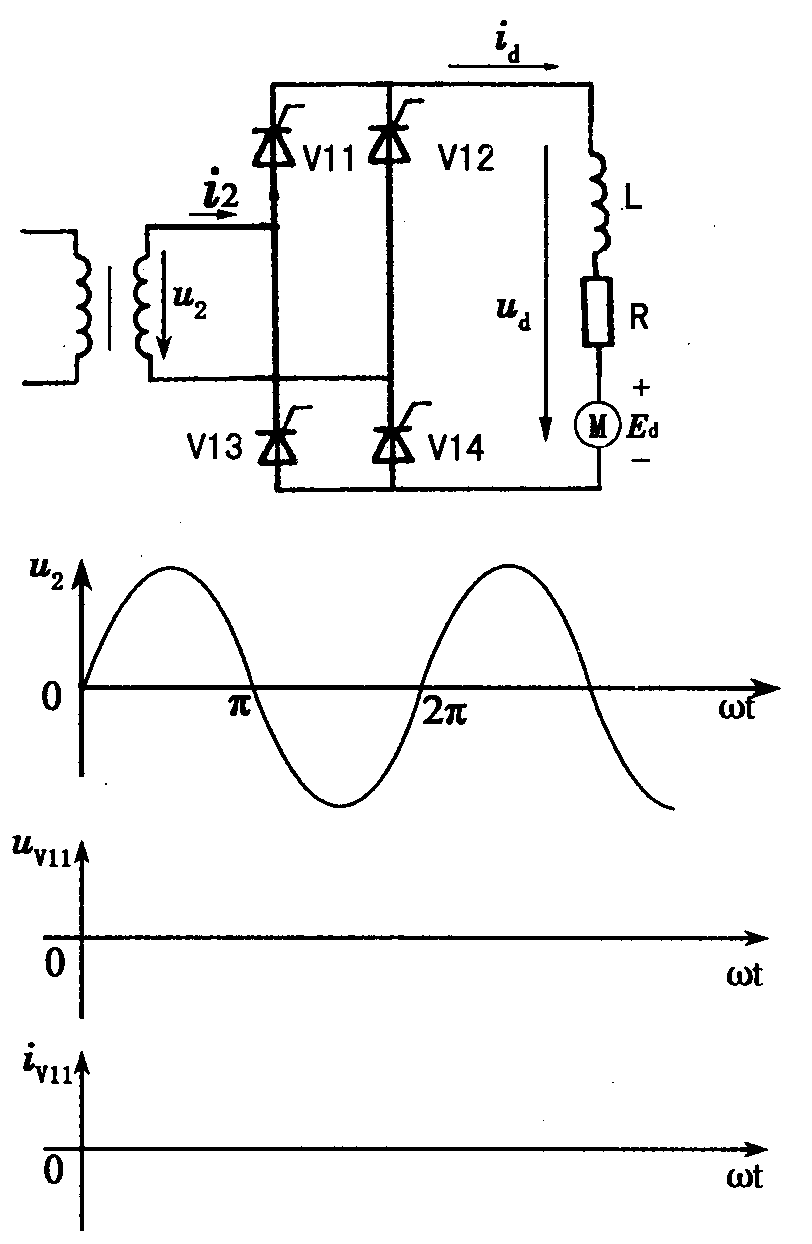 i_d
V11 V12
i2
L
u_2
u_d
R
+
V13 V14 M E_d
−
u_2
0 π 2π ωt
u_V11
0 ωt
i_V11
0 ωt